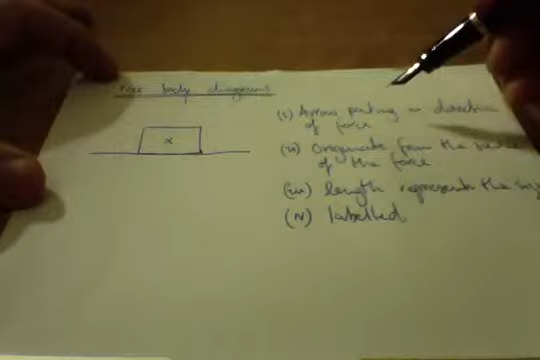 Free body diagrams
x
(i) Arrow pointing in direction
of force
(ii) Originate from the
of the force
(iii) length represents the
(iv) labelled